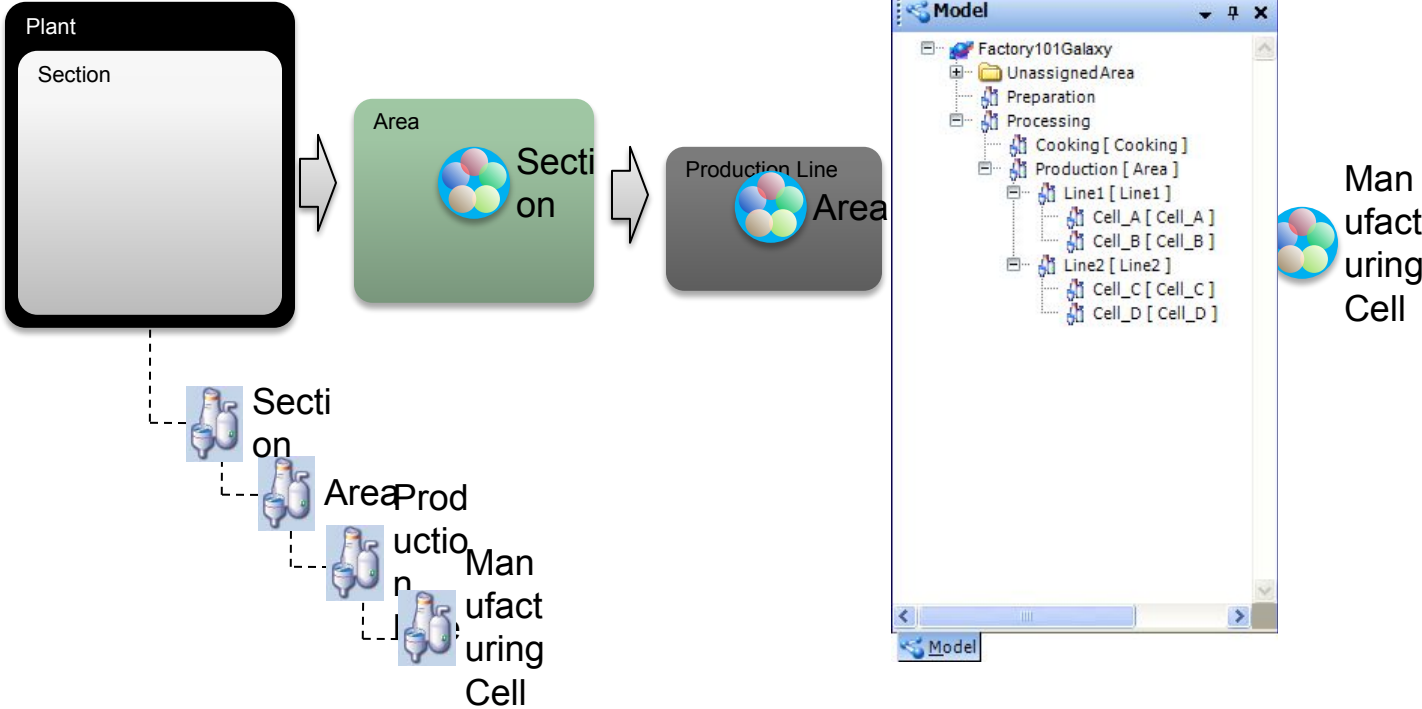 Plant
Section
Area
Secti
on
Production Line
Area
Model
Factory101Galaxy
UnassignedArea
Preparation
Processing
Cooking [ Cooking ]
Production [ Area ]
Line1 [ Line1 ]
Cell_A [ Cell_A ]
Cell_B [ Cell_B ]
Line2 [ Line2 ]
Cell_C [ Cell_C ]
Cell_D [ Cell_D ]
Model
Man
ufact
uring
Cell
Secti
on
Area
Prod
uctio
n
Man
ufact
uring
Cell